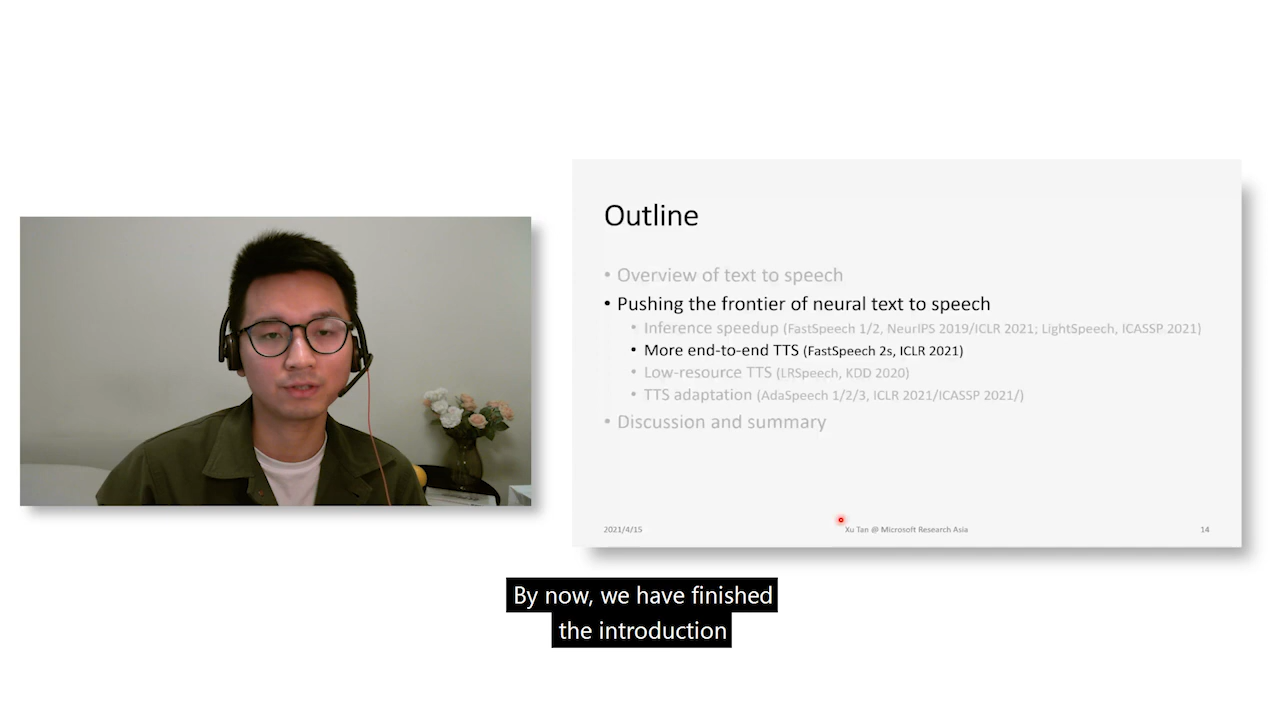 Outline
• Overview of text to speech
• Pushing the frontier of neural text to speech
• Inference speedup (FastSpeech 1/2, NeurIPS 2019/ICLR 2021; LightSpeech, ICASSP 2021)
• More end-to-end TTS (FastSpeech 2s, ICLR 2021)
• Low-resource TTS (LRSpeech, KDD 2020)
• TTS adaptation (AdaSpeech 1/2/3, ICLR 2021/ICASSP 2021/)
• Discussion and summary
2021/4/15 Xu Tan @ Microsoft Research Asia 14
By now, we have finished
the introduction